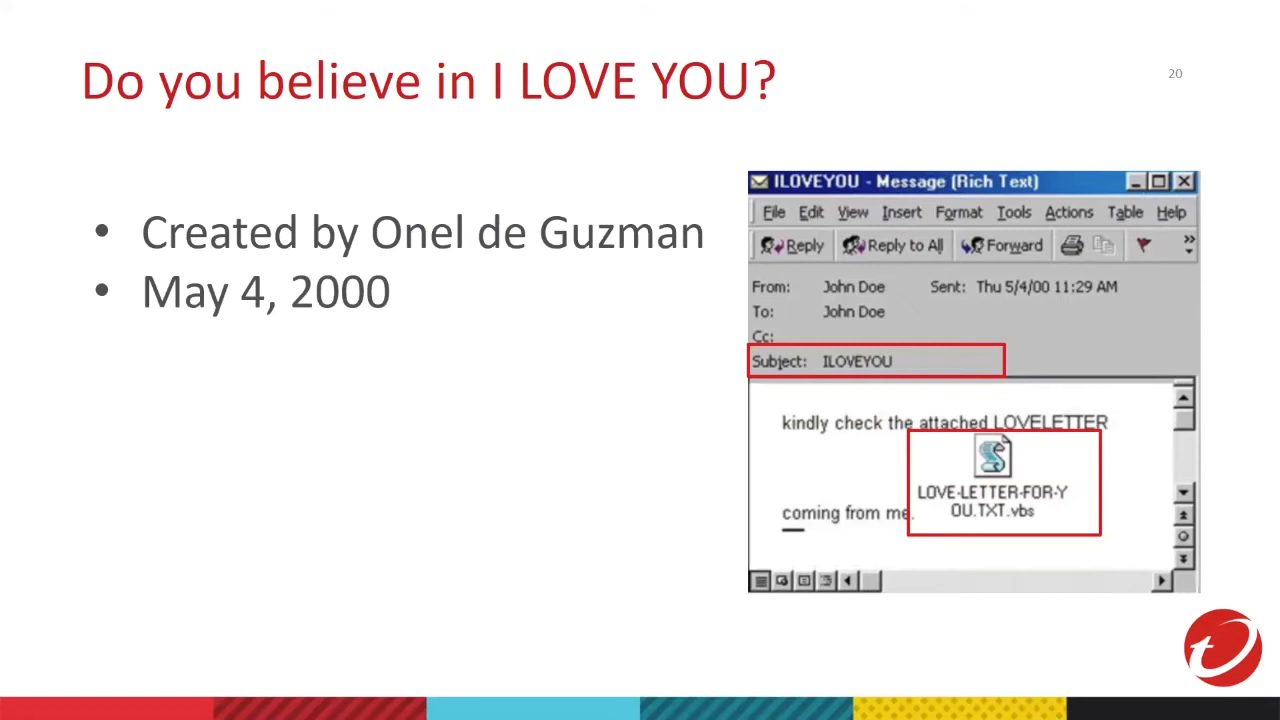 Do you believe in I LOVE YOU?
20
• Created by Onel de Guzman
• May 4, 2000
ILOVEYOU - Message (Rich Text)
File Edit View Insert Format Tools Actions Table Help
Reply Reply to All Forward
From: John Doe Sent: Thu 5/4/00 11:29 AM
To: John Doe
Cc:
Subject: ILOVEYOU
kindly check the attached LOVELETTER
LOVE-LETTER-FOR-Y
OU.TXT.vbs
coming from me.